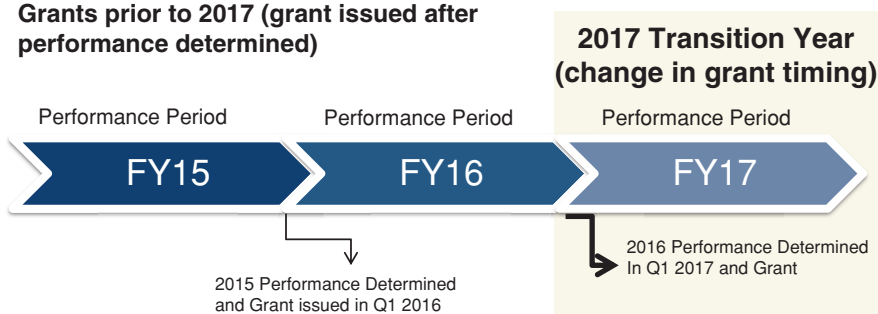 Grants prior to 2017 (grant issued after
performance determined)
2017 Transition Year
(change in grant timing)
Performance Period
Performance Period
Performance Period
FY15
FY16
FY17
2015 Performance Determined
and Grant issued in Q1 2016
2016 Performance Determined
In Q1 2017 and Grant